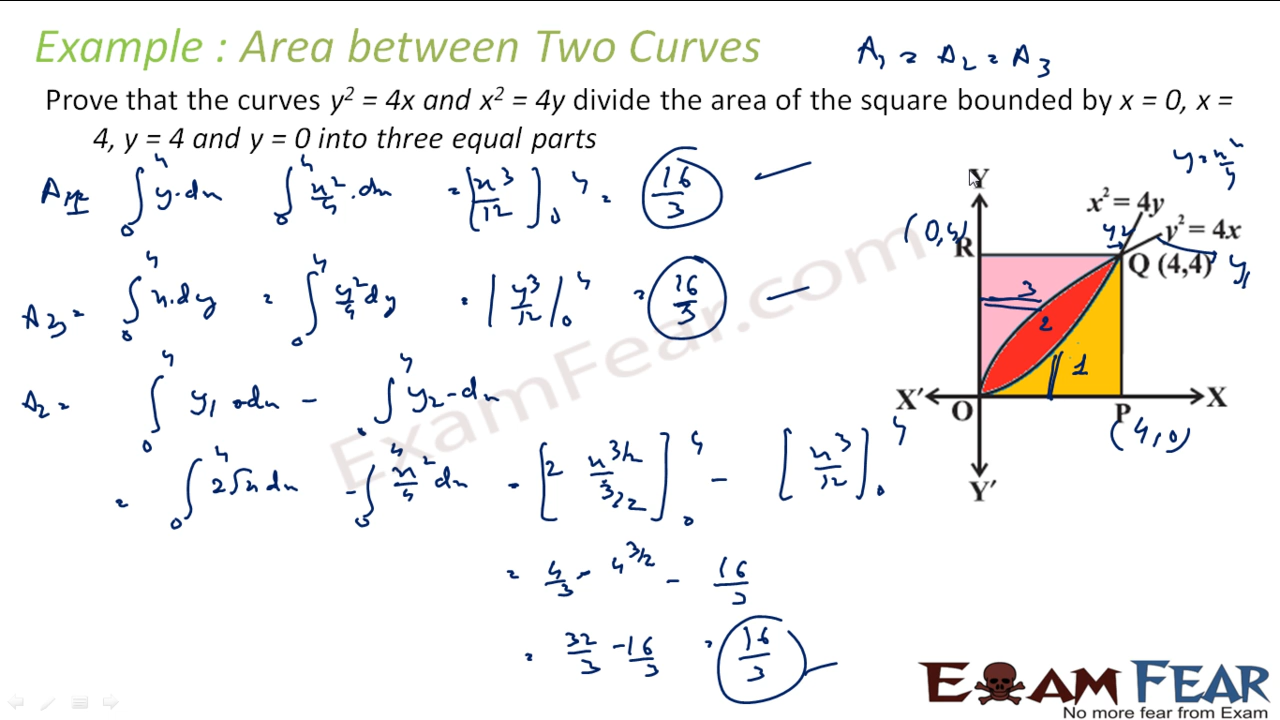 Example : Area between Two Curves
A₁ = A₂ = A₃
Prove that the curves y² = 4x and x² = 4y divide the area of the square bounded by x = 0, x =
4, y = 4 and y = 0 into three equal parts
∫₀⁴ y·dx ∫₀⁴ x²/4 · dx = [x³/12]₀⁴ = 16/3
A₃ = ∫₀⁴ x·dy = ∫₀⁴ y²/4 dy = |y³/12|₀⁴ = 16/3
A₂ = ∫₀⁴ y₁ dx - ∫₀⁴ y₂ - dx
= ∫₀⁴ 2√x dx - ∫₀⁴ x²/4 dx = [2 x^3/2 / 3/2]₀⁴ - [x³/12]₀⁴
= 4/3 - 4^3/2 - 16/3
= 32/3 - 16/3 = 16/3
y = x²/4
Y
x² = 4y
(0,4)
y² = 4x
R
y₂
Q (4,4)
y₁
3
2
1
X′
O
P
X
(4,0)
Y′
ExamFear.com
EXAM FEAR
No more fear from Exam